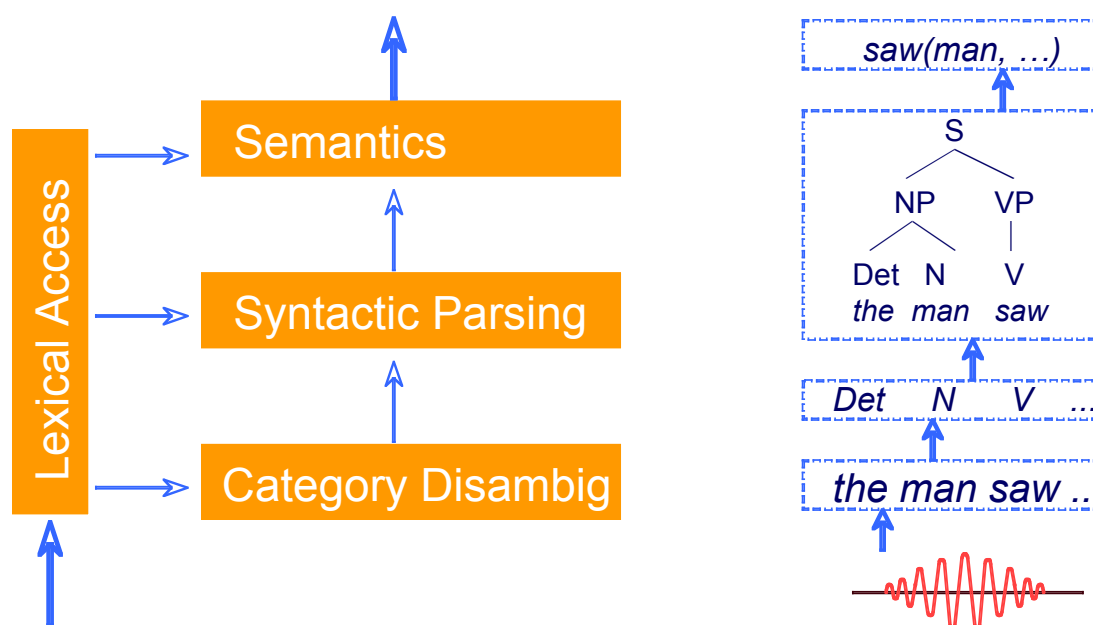 Lexical Access
Semantics
Syntactic Parsing
Category Disambig
saw(man, …)
S
NP VP
Det N V
the man saw
Det N V ...
the man saw ..